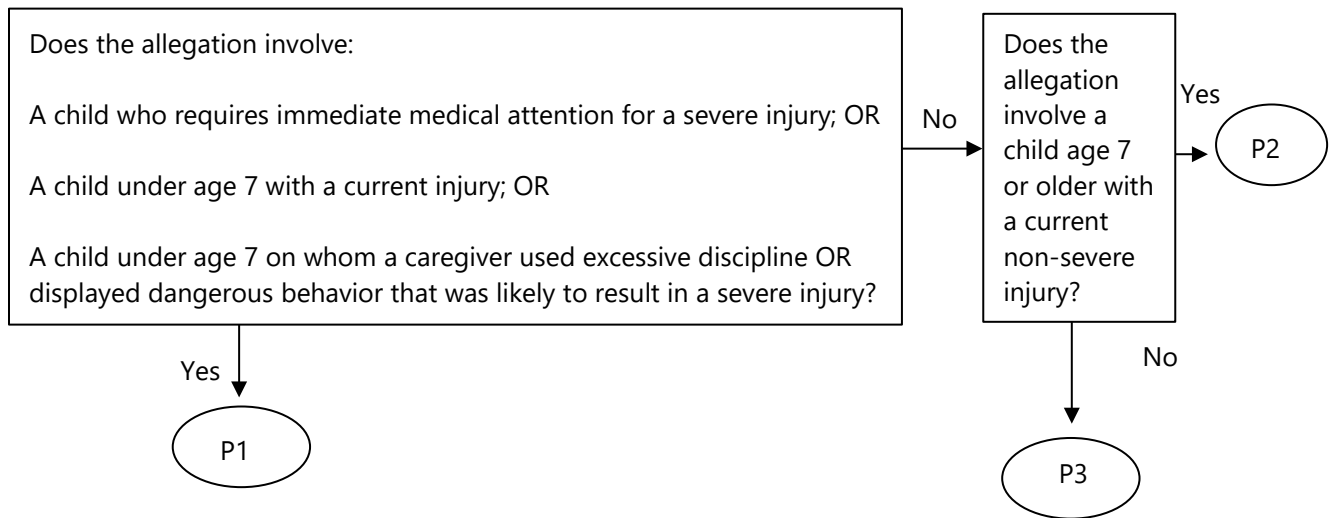 Does the allegation involve:
A child who requires immediate medical attention for a severe injury; OR
A child under age 7 with a current injury; OR
A child under age 7 on whom a caregiver used excessive discipline OR
displayed dangerous behavior that was likely to result in a severe injury?
No
Does the
allegation
involve a
child age 7
or older with
a current
non-severe
injury?
Yes
P2
Yes
P1
No
P3